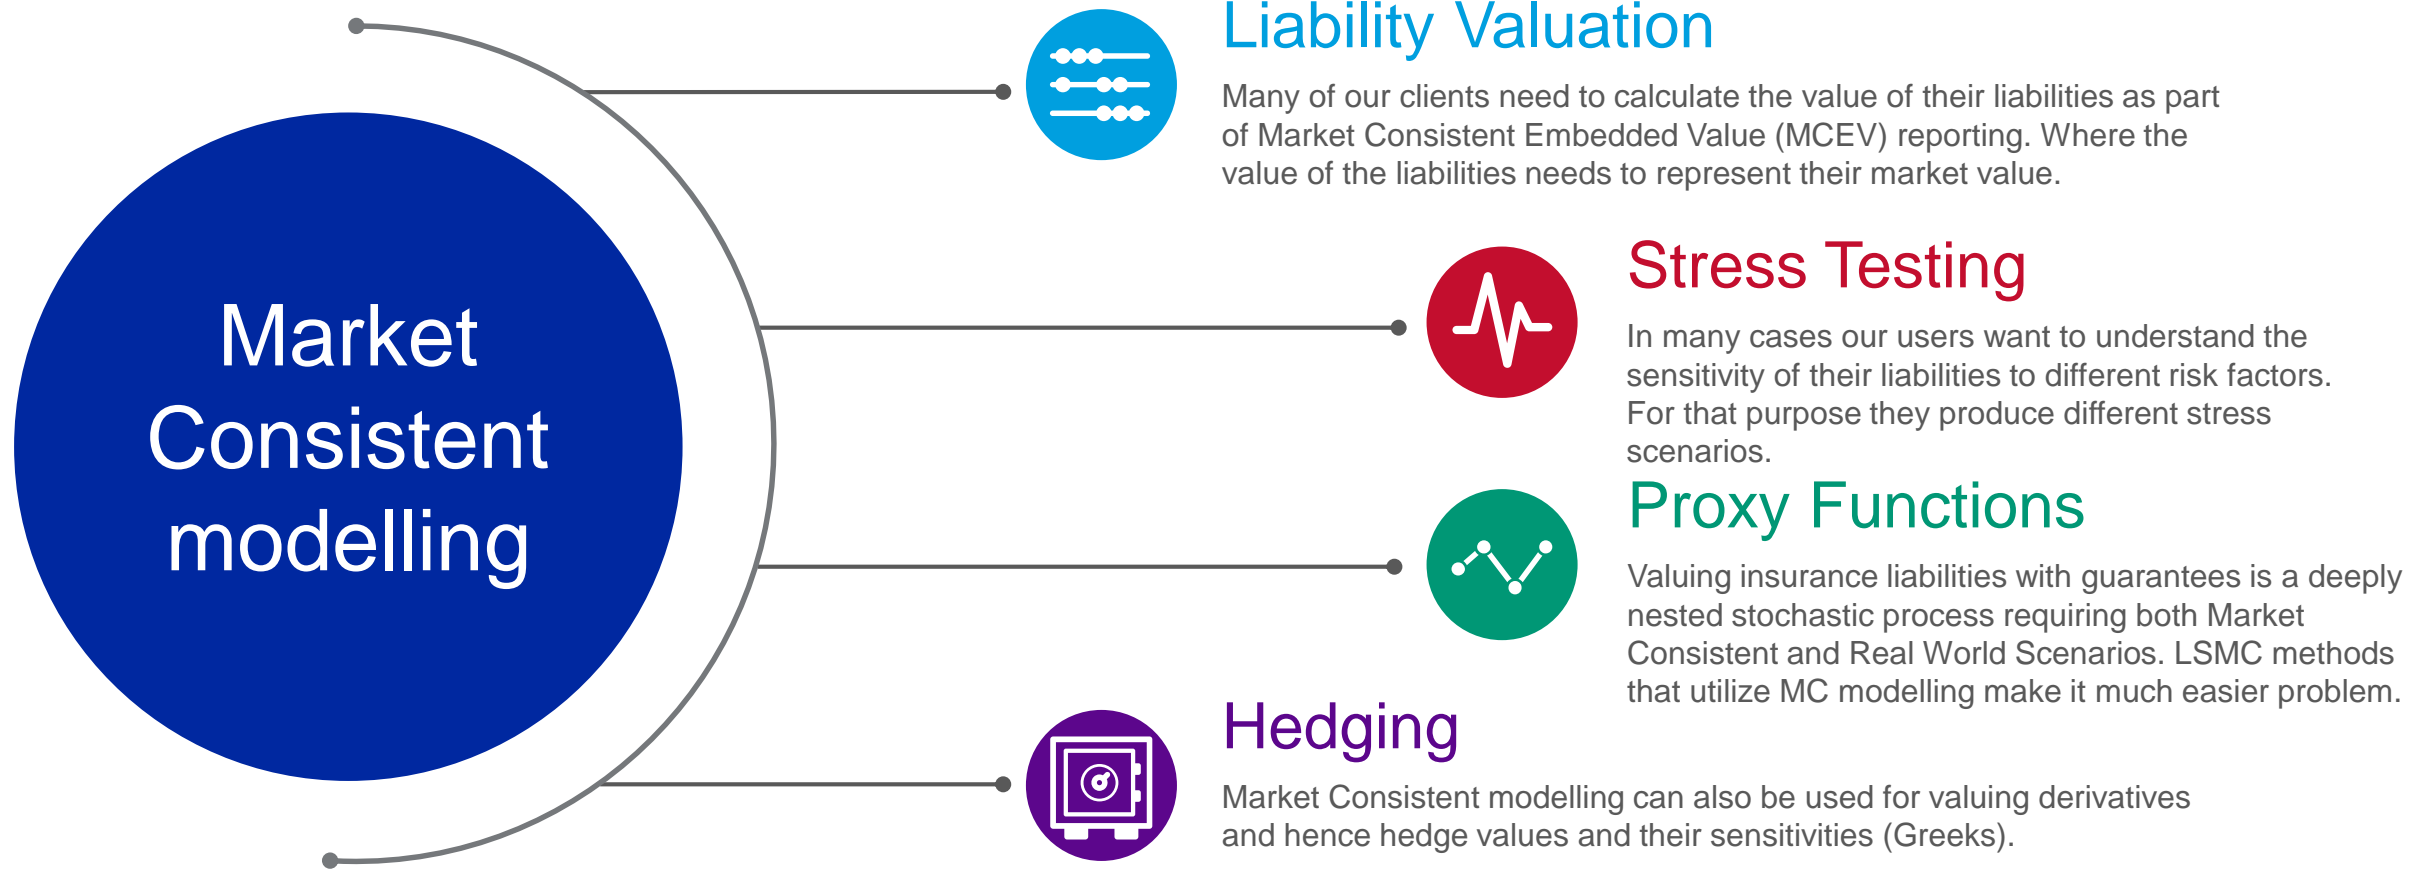 Market
Consistent
modelling
Liability Valuation
Many of our clients need to calculate the value of their liabilities as part
of Market Consistent Embedded Value (MCEV) reporting. Where the
value of the liabilities needs to represent their market value.
Stress Testing
In many cases our users want to understand the
sensitivity of their liabilities to different risk factors.
For that purpose they produce different stress
scenarios.
Proxy Functions
Valuing insurance liabilities with guarantees is a deeply
nested stochastic process requiring both Market
Consistent and Real World Scenarios. LSMC methods
that utilize MC modelling make it much easier problem.
Hedging
Market Consistent modelling can also be used for valuing derivatives
and hence hedge values and their sensitivities (Greeks).